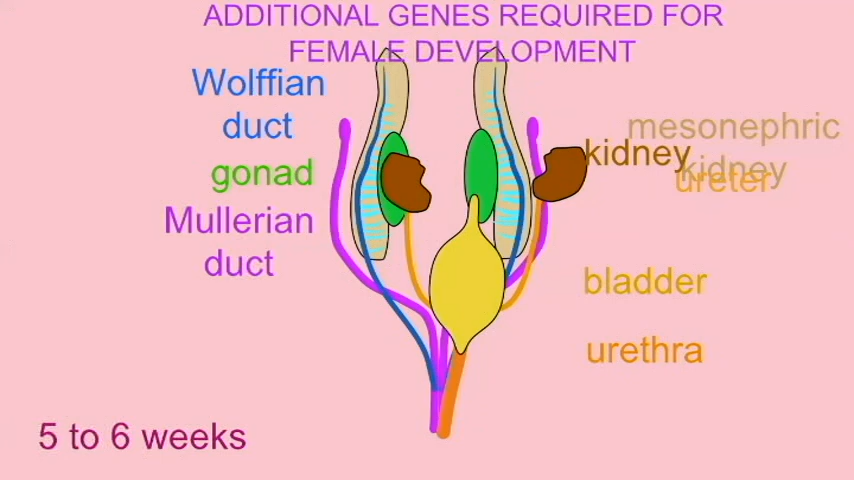 ADDITIONAL GENES REQUIRED FOR
FEMALE DEVELOPMENT
Wolffian
duct
gonad
Mullerian
duct
mesonephric
kidney
kidney
ureter
bladder
urethra
5 to 6 weeks